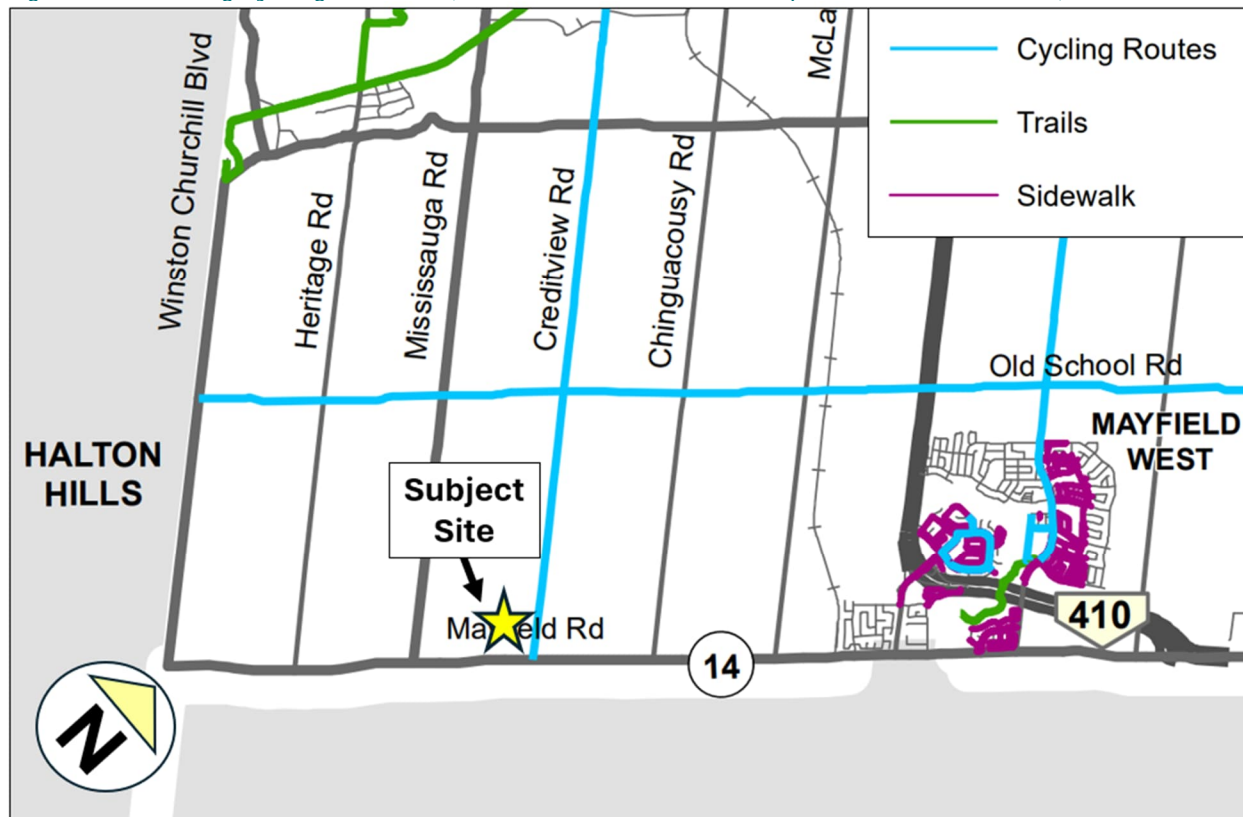 Cycling Routes
Trails
Sidewalk
McLa
Winston Churchill Blvd
Heritage Rd
Mississauga Rd
Creditview Rd
Chinguacousy Rd
Old School Rd
MAYFIELD
WEST
HALTON
HILLS
Subject
Site
410
14
N